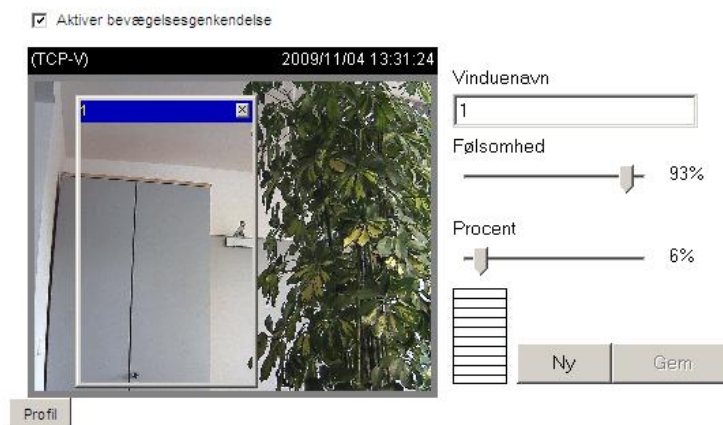 Aktiver bevægelsesgenkendelse
(TCP-V) 2009/11/04 13:31:24
1
Vinduenavn
1
Følsomhed
93%
Procent
6%
Ny Gem
Profil